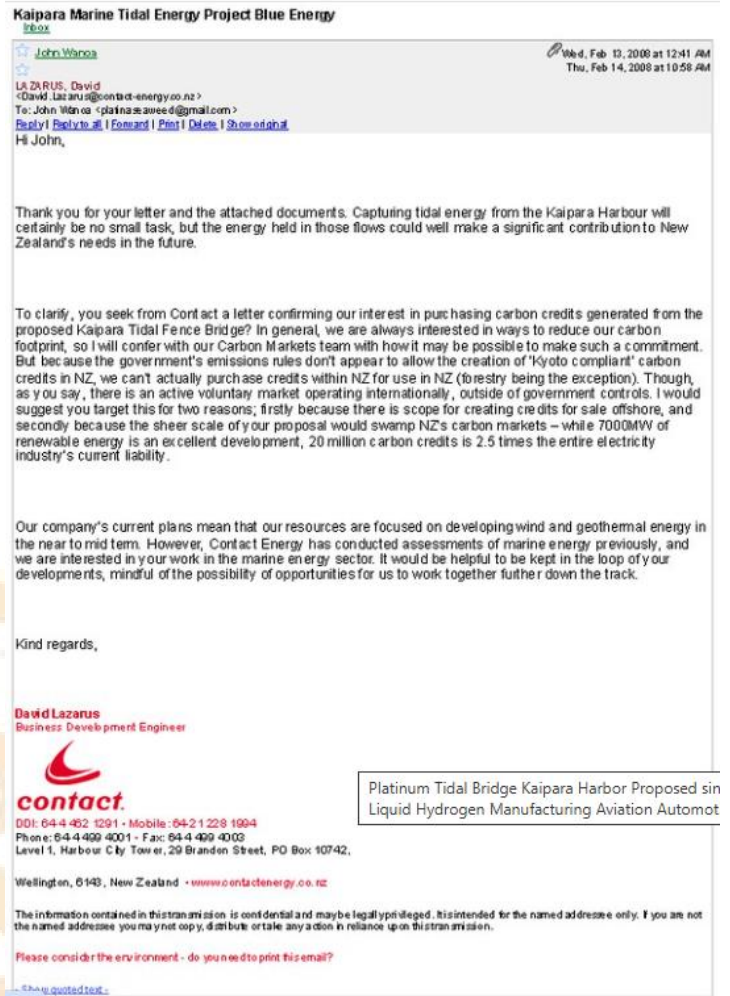 Kaipara Marine Tidal Energy Project Blue Energy
Inbox
John Wanoa
Wed, Feb 13, 2008 at 12:41 AM
Thu, Feb 14, 2008 at 10:58 AM
LAZARUS, David
<David.Lazarus@contact-energy.co.nz>
To: John Wanoa <platinaseaweed@gmail.com>
Reply | Reply to all | Forward | Print | Delete | Show original
Hi John,
Thank you for your letter and the attached documents. Capturing tidal energy from the Kaipara Harbour will
certainly be no small task, but the energy held in those flows could well make a significant contribution to New
Zealand's needs in the future.
To clarify, you seek from Contact a letter confirming our interest in purchasing carbon credits generated from the
proposed Kaipara Tidal Fence Bridge? In general, we are always interested in ways to reduce our carbon
footprint, so I will confer with our Carbon Markets team with how it may be possible to make such a commitment.
But because the government's emissions rules don't appear to allow the creation of 'Kyoto compliant' carbon
credits in NZ, we can't actually purchase credits within NZ for use in NZ (forestry being the exception). Though,
as you say, there is an active voluntary market operating internationally, outside of government controls. I would
suggest you target this for two reasons; firstly because there is scope for creating credits for sale offshore, and
secondly because the sheer scale of your proposal would swamp NZ's carbon markets – while 7000MW of
renewable energy is an excellent development, 20 million carbon credits is 2.5 times the entire electricity
industry's current liability.
Our company's current plans mean that our resources are focused on developing wind and geothermal energy in
the near to mid term. However, Contact Energy has conducted assessments of marine energy previously, and
we are interested in your work in the marine energy sector. It would be helpful to be kept in the loop of your
developments, mindful of the possibility of opportunities for us to work together further down the track.
Kind regards,
David Lazarus
Business Development Engineer
contact.
Platinum Tidal Bridge Kaipara Harbor Proposed sin
Liquid Hydrogen Manufacturing Aviation Automot
DDI: 64 4 462 1291 - Mobile: 64 21 228 1994
Phone: 64 4 499 4001 - Fax: 64 4 499 4003
Level 1, Harbour City Tower, 29 Brandon Street, PO Box 10742,
Wellington, 6143, New Zealand • www.contactenergy.co.nz
The information contained in this transmission is confidential and may be legally privileged. It is intended for the named addressee only. If you are not
the named addressee you may not copy, distribute or take any action in reliance upon this transmission.
Please consider the environment - do you need to print this email?
- Show quoted text -